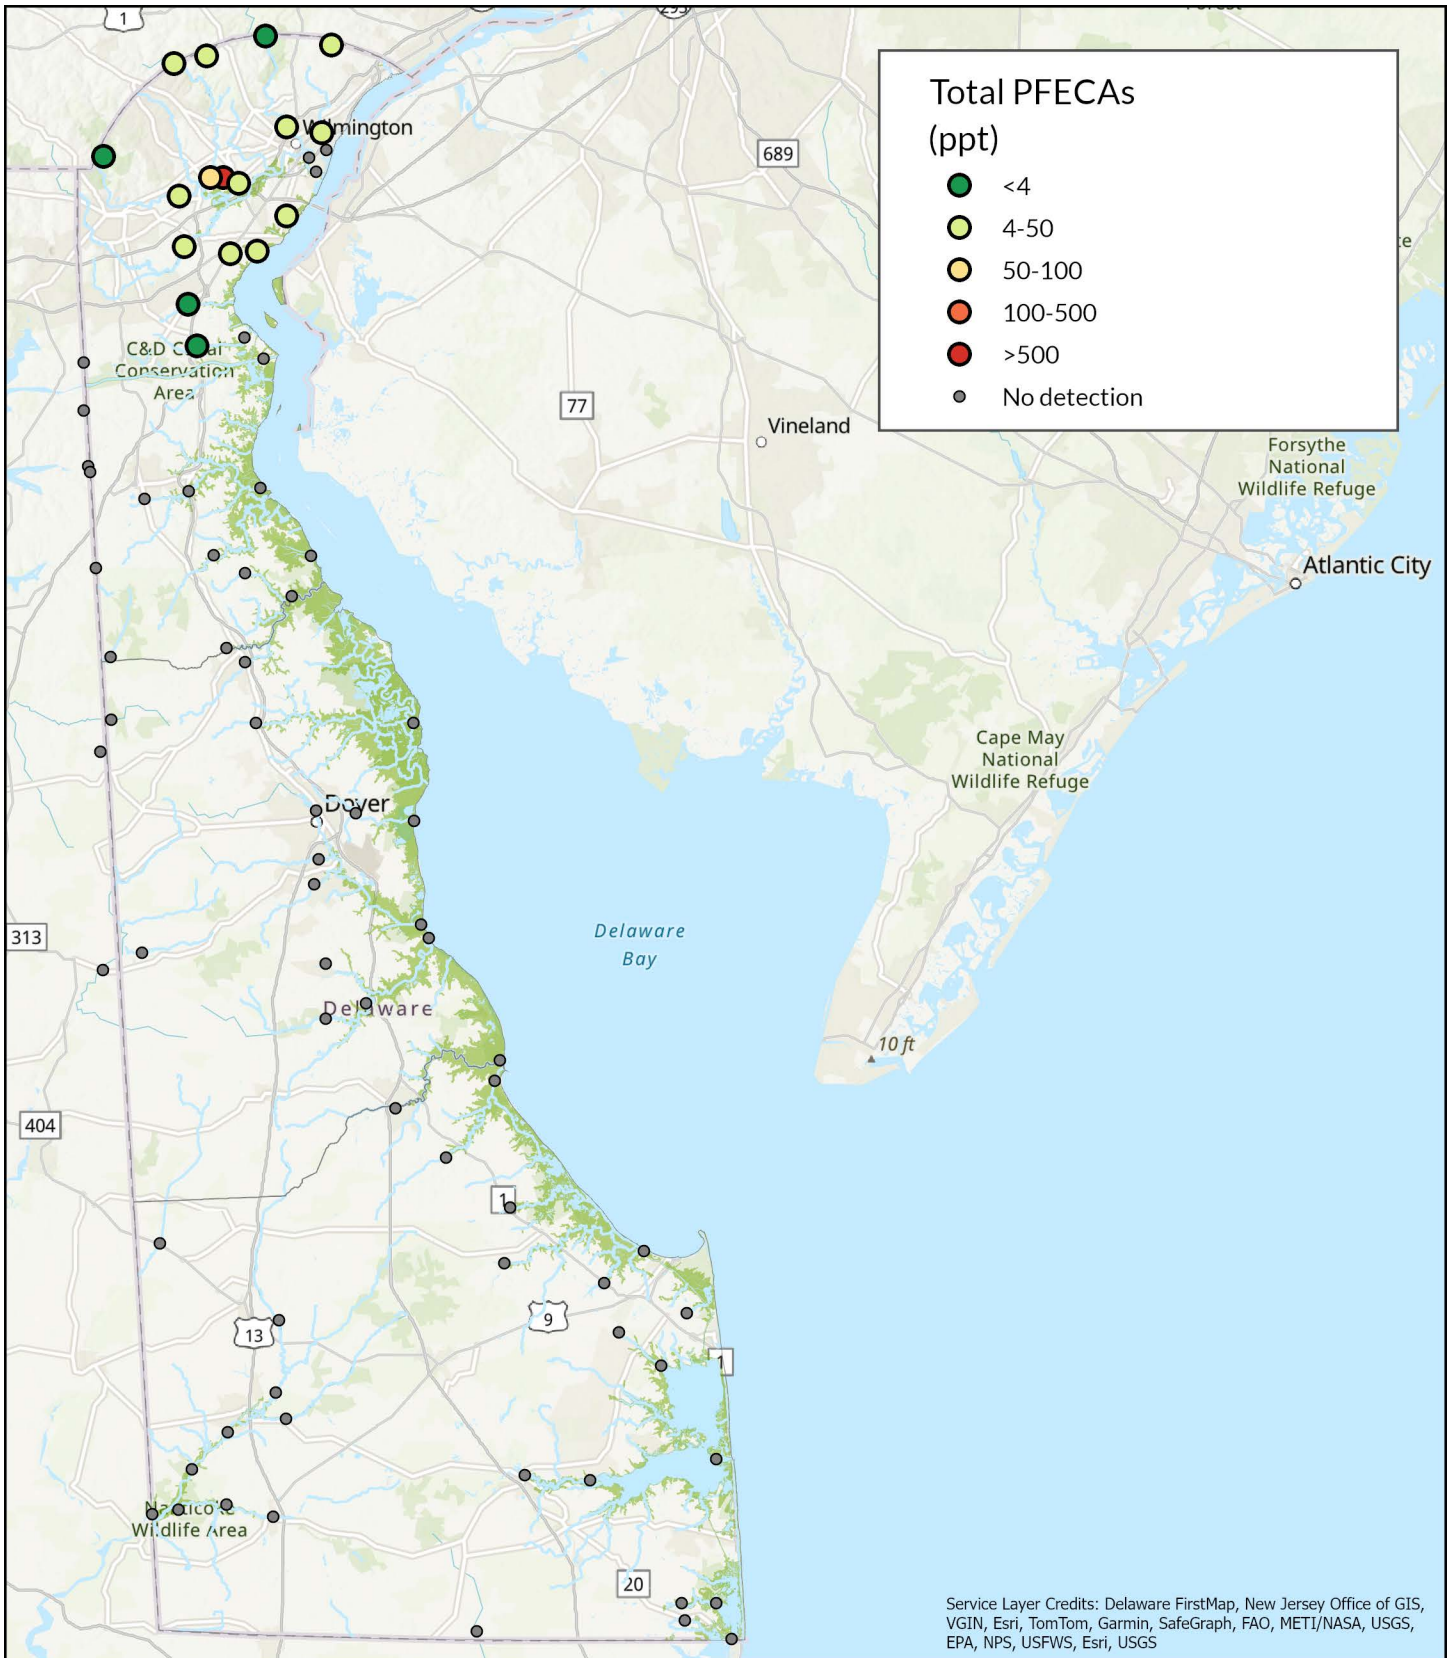 1
295
Wilmington
689
Total PFECAs
(ppt)
<4
4-50
50-100
100-500
>500
No detection
C&D Canal
Conservation
Area
77
Vineland
Forsythe
National
Wildlife Refuge
Atlantic City
Cape May
National
Wildlife Refuge
Dover
313
Delaware
Bay
Delaware
10 ft
404
1
9
13
1
Nanticoke
Wildlife Area
20
Service Layer Credits: Delaware FirstMap, New Jersey Office of GIS,
VGIN, Esri, TomTom, Garmin, SafeGraph, FAO, METI/NASA, USGS,
EPA, NPS, USFWS, Esri, USGS